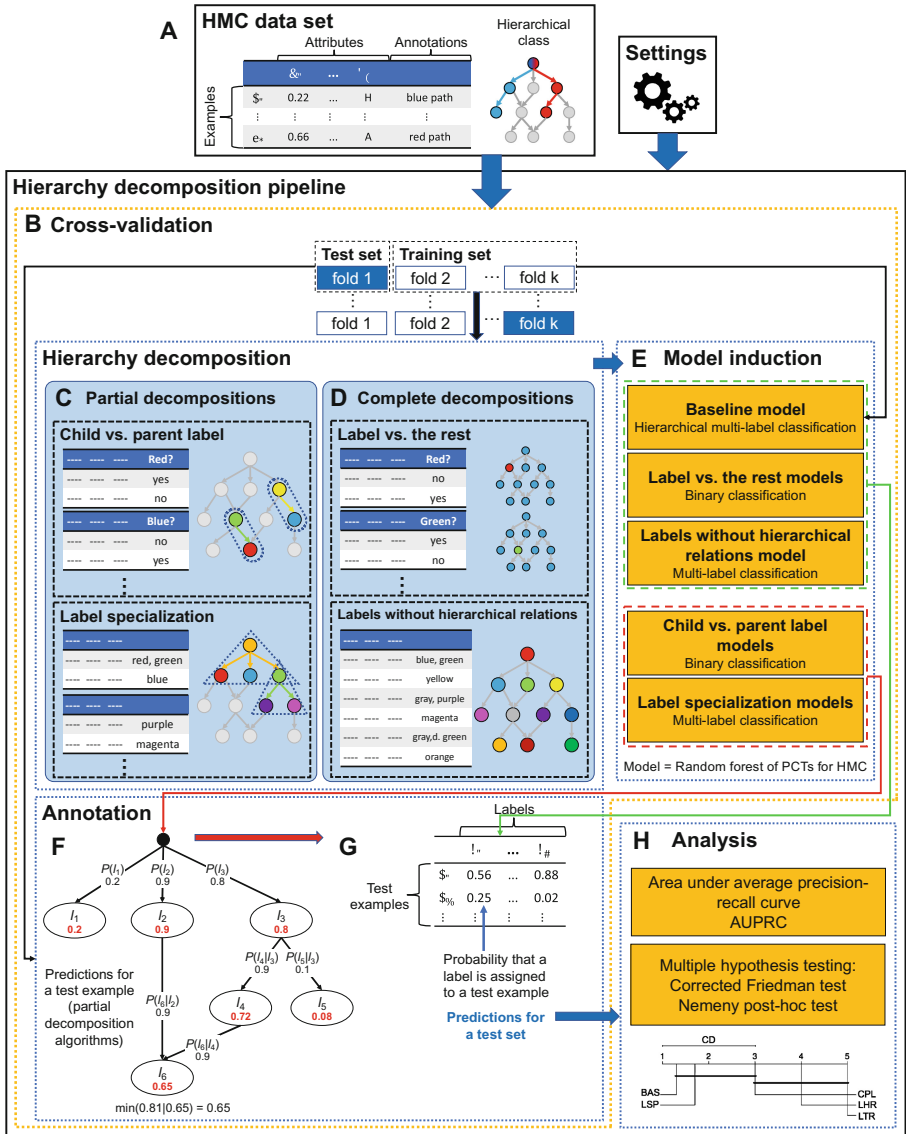 A
HMC data set
Attributes
Annotations
Hierarchical
class
&" ... '(
Examples
$" 0.22 ... H blue path
⋮ ⋮ ⋮ ⋮
e* 0.66 ... A red path
Settings
Hierarchy decomposition pipeline
B Cross-validation
Test set Training set
fold 1 fold 2 ... fold k
fold 1 fold 2 ... fold k
Hierarchy decomposition
C Partial decompositions
Child vs. parent label
---- ---- ---- Red?
---- ---- ---- yes
---- ---- ---- no
---- ---- ---- Blue?
---- ---- ---- no
---- ---- ---- yes
⋮
Label specialization
---- ---- ----
---- ---- ---- red, green
---- ---- ---- blue
---- ---- ----
---- ---- ---- purple
---- ---- ---- magenta
⋮
D Complete decompositions
Label vs. the rest
---- ---- ---- Red?
---- ---- ---- no
---- ---- ---- yes
---- ---- ---- Green?
---- ---- ---- yes
---- ---- ---- no
⋮
Labels without hierarchical relations
---- ---- ----
---- ---- ---- blue, green
---- ---- ---- yellow
---- ---- ---- gray, purple
---- ---- ---- magenta
---- ---- ---- gray,d. green
---- ---- ---- orange
E Model induction
Baseline model
Hierarchical multi-label classification
Label vs. the rest models
Binary classification
Labels without hierarchical
relations model
Multi-label classification
Child vs. parent label
models
Binary classification
Label specialization models
Multi-label classification
Model = Random forest of PCTs for HMC
Annotation
F
P(l1)
0.2
P(l2)
0.9
P(l3)
0.8
l1
0.2
l2
0.9
l3
0.8
P(l4|l3)
0.9
P(l5|l3)
0.1
P(l6|l2)
0.9
l4
0.72
l5
0.08
P(l6|l4)
0.9
l6
0.65
min(0.81|0.65) = 0.65
Predictions for
a test example
(partial
decomposition
algorithms)
G
Labels
!" ... !#
Test
examples
$" 0.56 ... 0.88
$% 0.25 ... 0.02
⋮ ⋮ ⋮
Probability that a
label is assigned
to a test example
Predictions for
a test set
H Analysis
Area under average precision-
recall curve
AUPRC
Multiple hypothesis testing:
Corrected Friedman test
Nemeny post-hoc test
CD
1 2 3 4 5
BAS
LSP
CPL
LHR
LTR